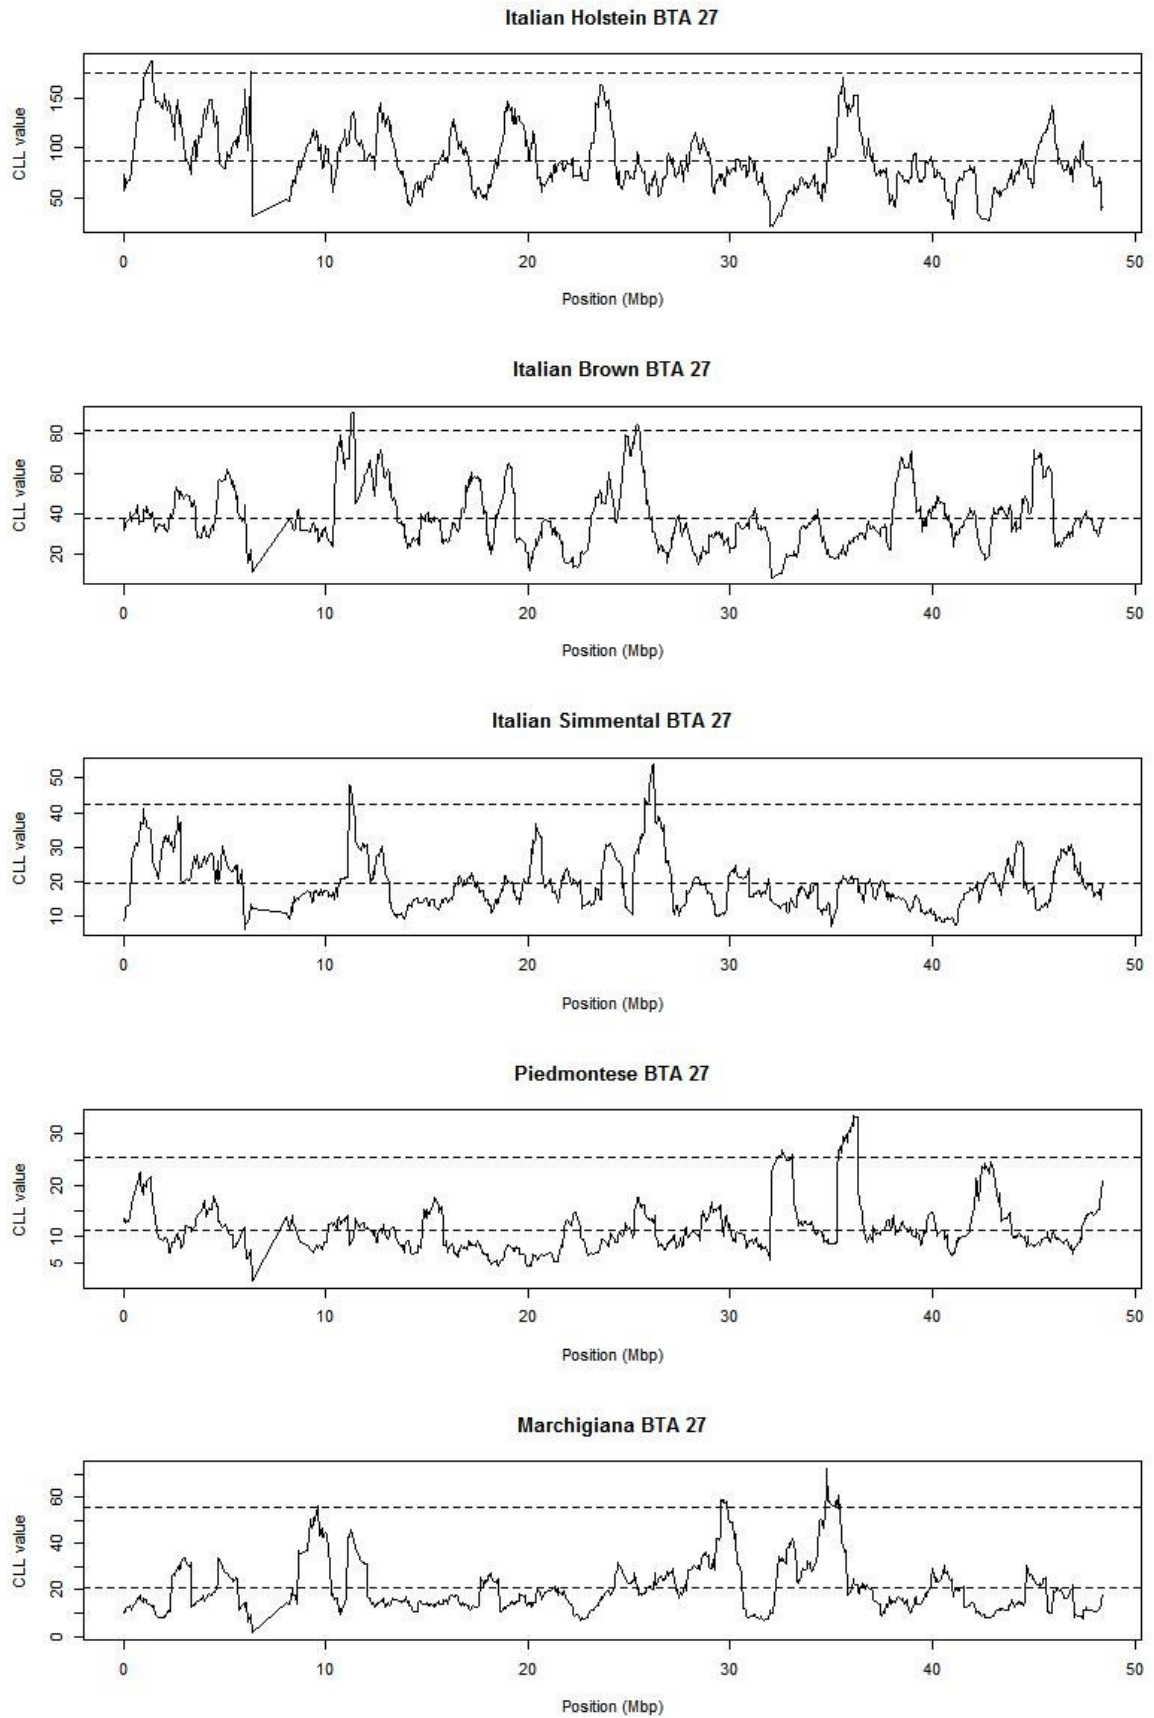 Italian Holstein BTA 27
CLL value
50 100 150
0 10 20 30 40 50
Position (Mbp)
Italian Brown BTA 27
CLL value
20 40 60 80
0 10 20 30 40 50
Position (Mbp)
Italian Simmental BTA 27
CLL value
10 20 30 40 50
0 10 20 30 40 50
Position (Mbp)
Piedmontese BTA 27
CLL value
5 10 20 30
0 10 20 30 40 50
Position (Mbp)
Marchigiana BTA 27
CLL value
0 20 40 60
0 10 20 30 40 50
Position (Mbp)